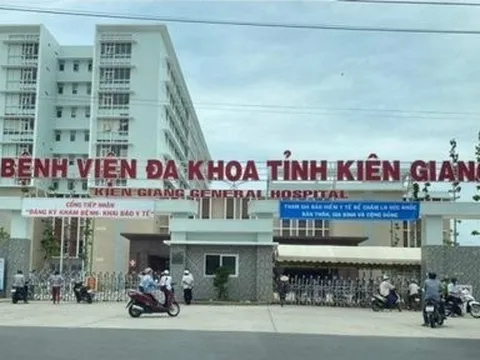 BỆNH VIỆN ĐA KHOA TỈNH KIÊN GIANG
KIEN GIANG GENERAL HOSPITAL
CỔNG TIẾP NHẬN
"ĐĂNG KÝ KHÁM BỆNH- KHAI BÁO Y TẾ"
THAM GIA BẢO HIỂM Y TẾ ĐỂ CHĂM LO SỨC KHỎE
BẢN THÂN, GIA ĐÌNH VÀ CỘNG ĐỒNG